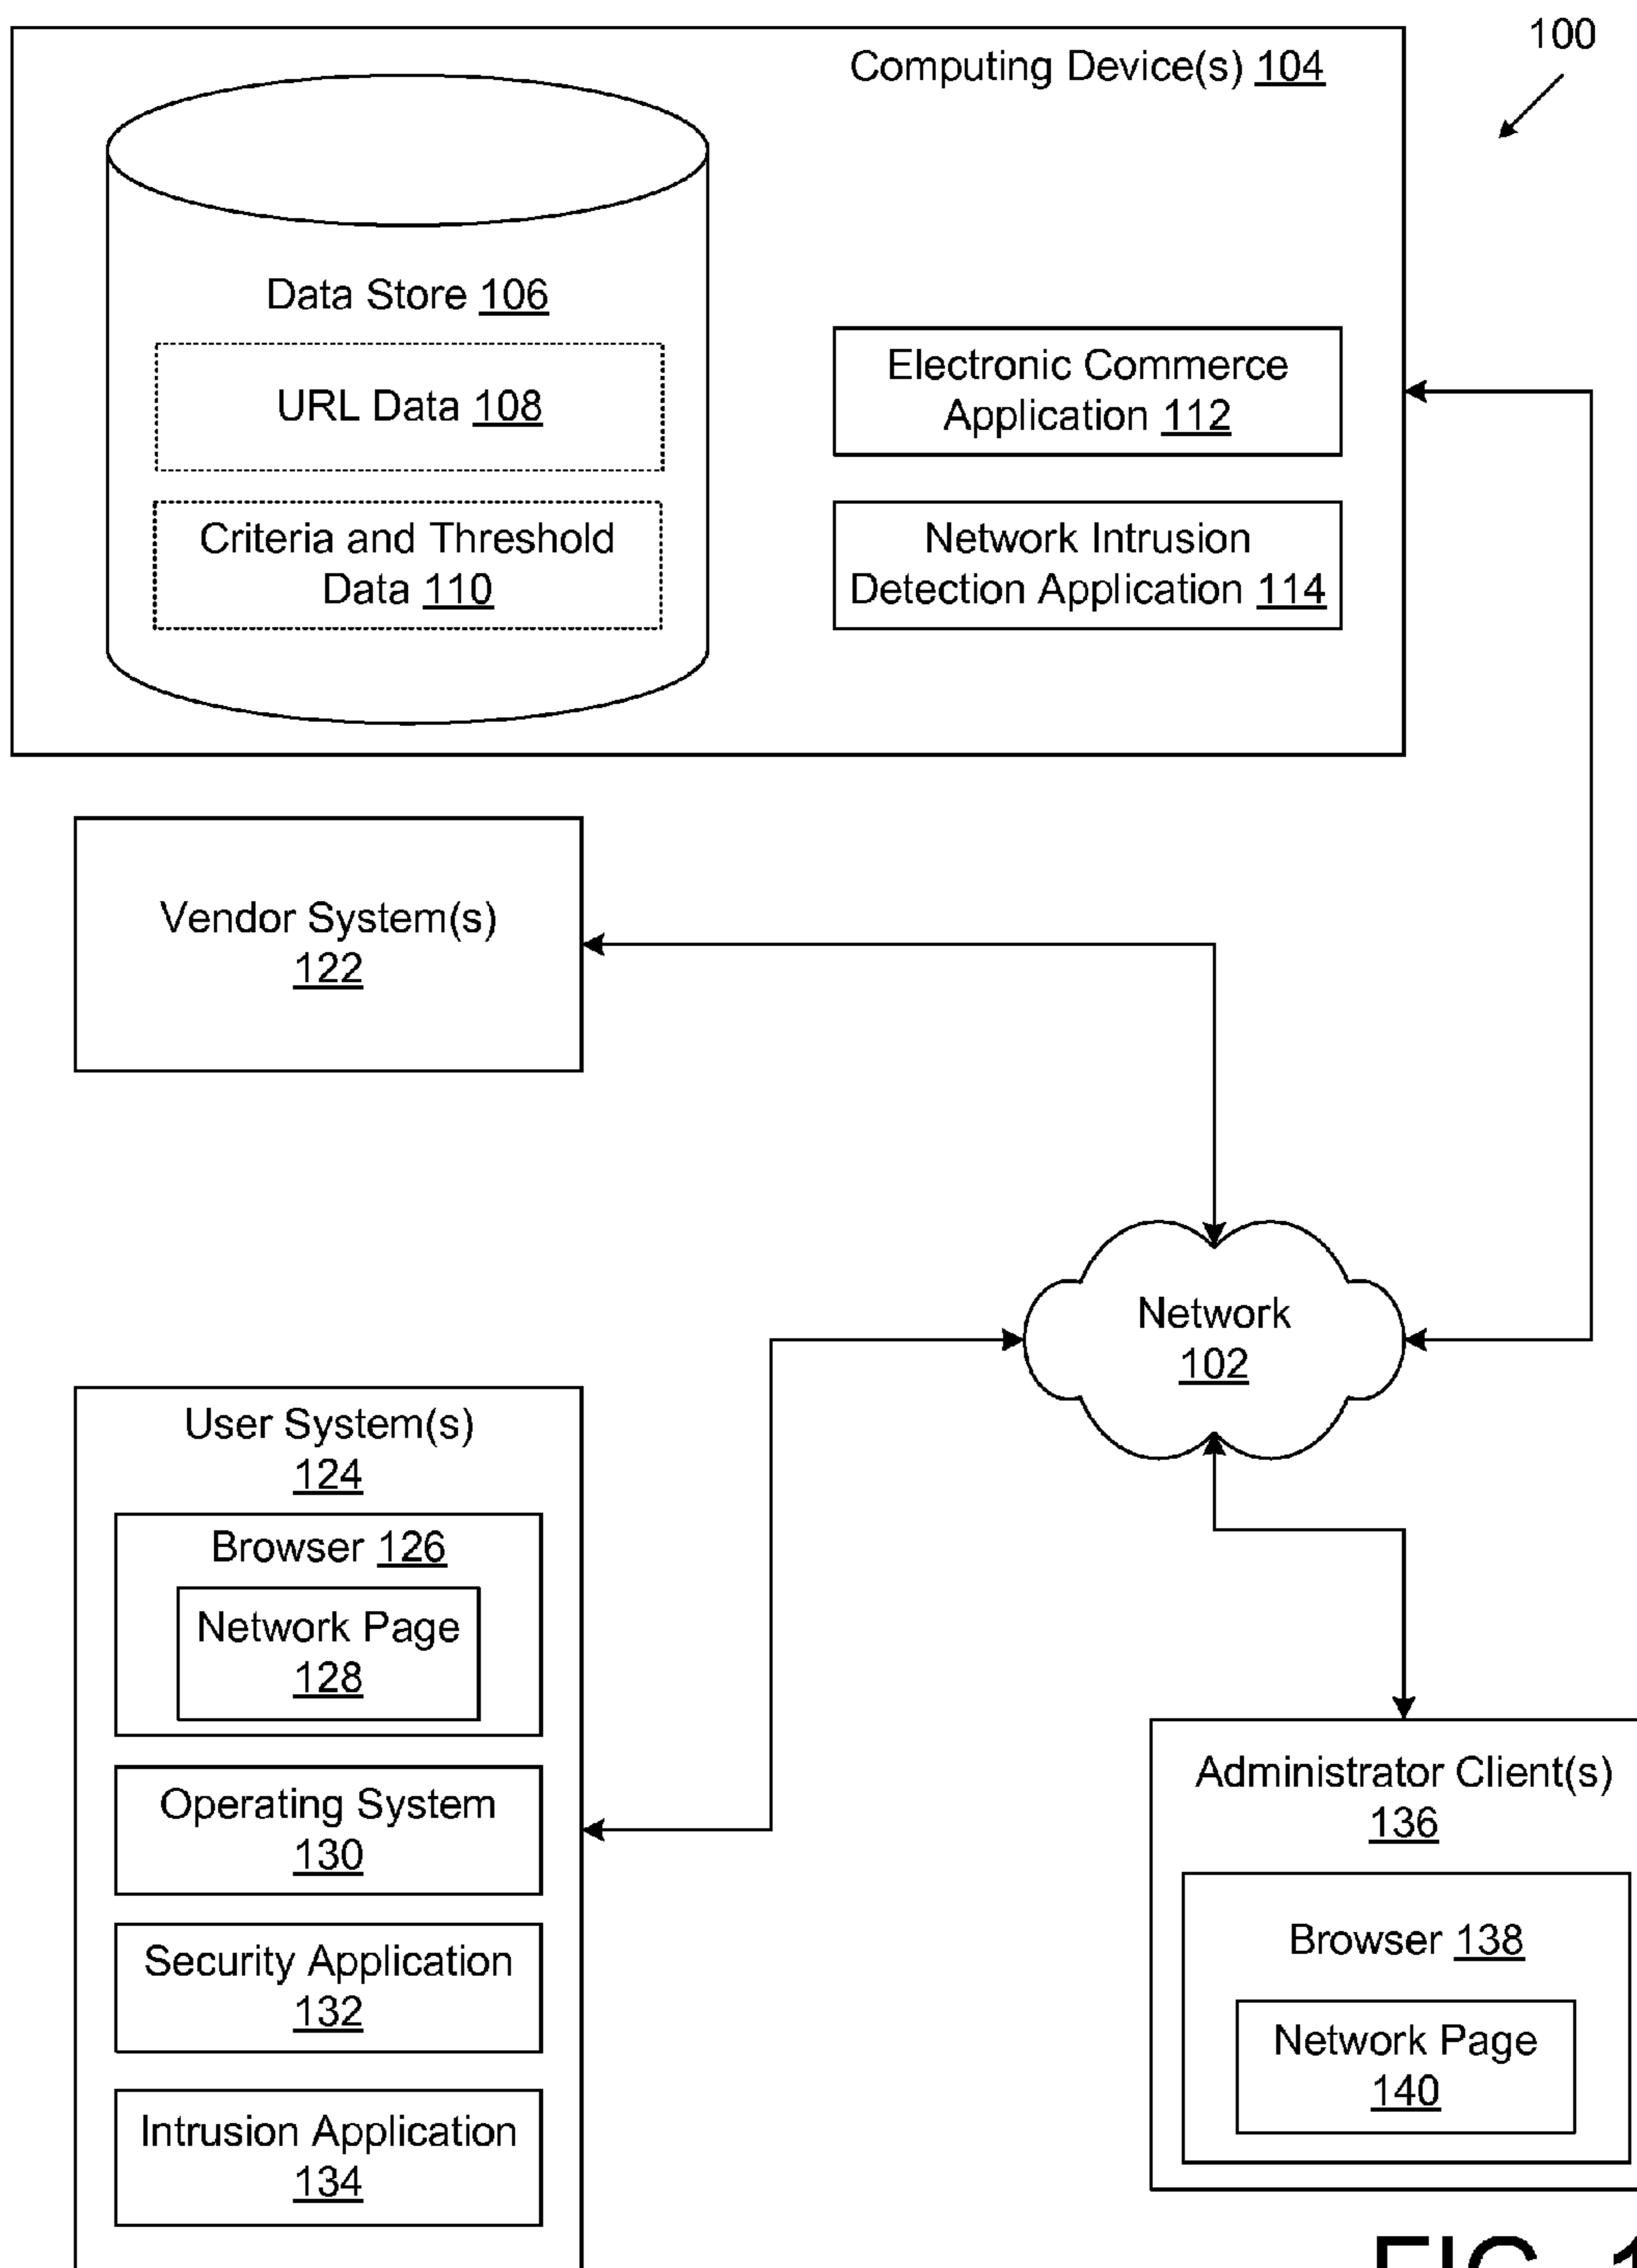 100
Computing Device(s) 104
Data Store 106
URL Data 108
Criteria and Threshold
Data 110
Electronic Commerce
Application 112
Network Intrusion
Detection Application 114
Vendor System(s)
122
Network
102
User System(s)
124
Browser 126
Network Page
128
Operating System
130
Security Application
132
Intrusion Application
134
Administrator Client(s)
136
Browser 138
Network Page
140
FIG. 1